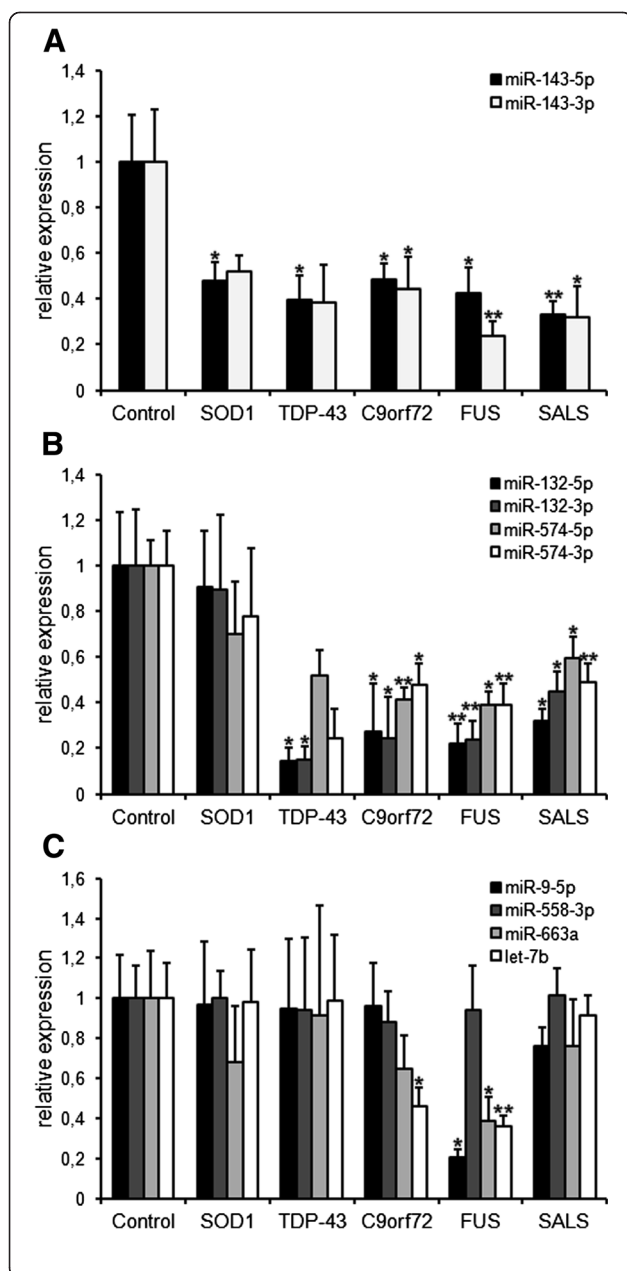 A
1,4
1,2
1
0,8
0,6
0,4
0,2
0
relative expression
miR-143-5p
miR-143-3p
* * * * * ** ** *
Control SOD1 TDP-43 C9orf72 FUS SALS
B
1,4
1,2
1
0,8
0,6
0,4
0,2
0
relative expression
miR-132-5p
miR-132-3p
miR-574-5p
miR-574-3p
* * * * ** * ** ** * ** * * * **
Control SOD1 TDP-43 C9orf72 FUS SALS
C
1,6
1,4
1,2
1
0,8
0,6
0,4
0,2
0
relative expression
miR-9-5p
miR-558-3p
miR-663a
let-7b
* * * **
Control SOD1 TDP-43 C9orf72 FUS SALS